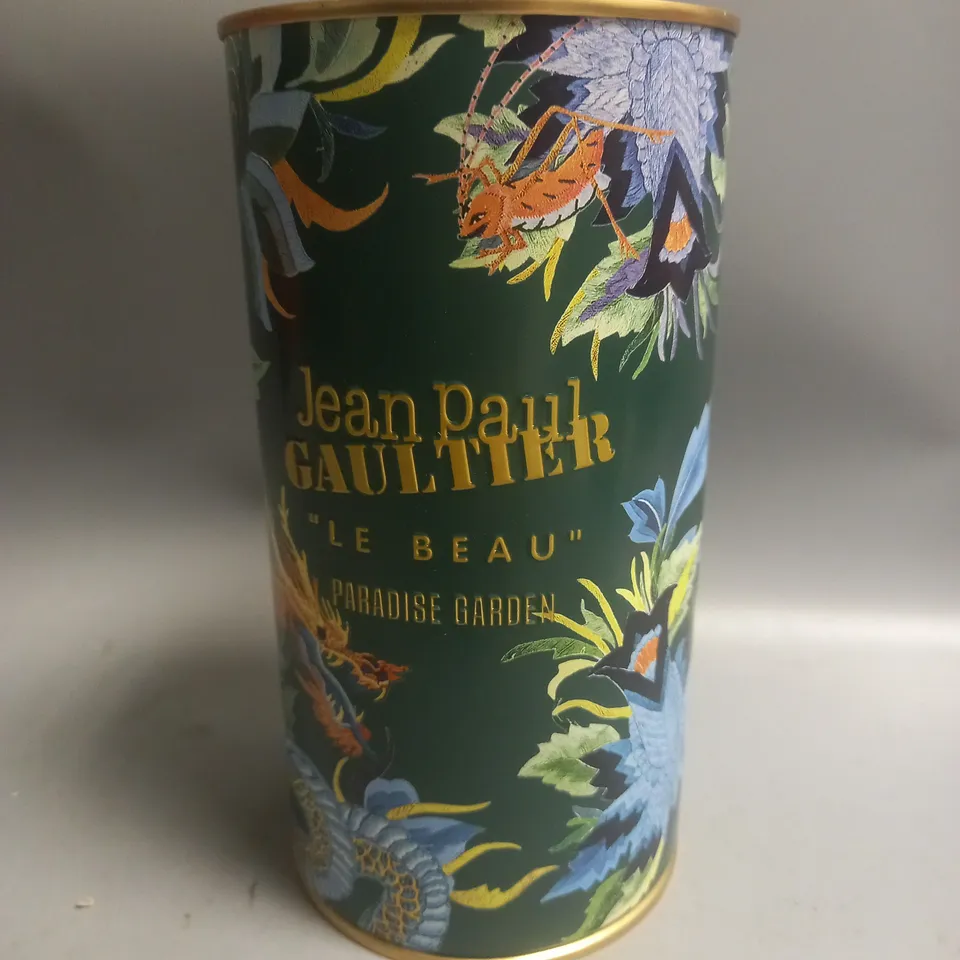 Jean Paul
GAULTIER
"LE BEAU"
PARADISE GARDEN